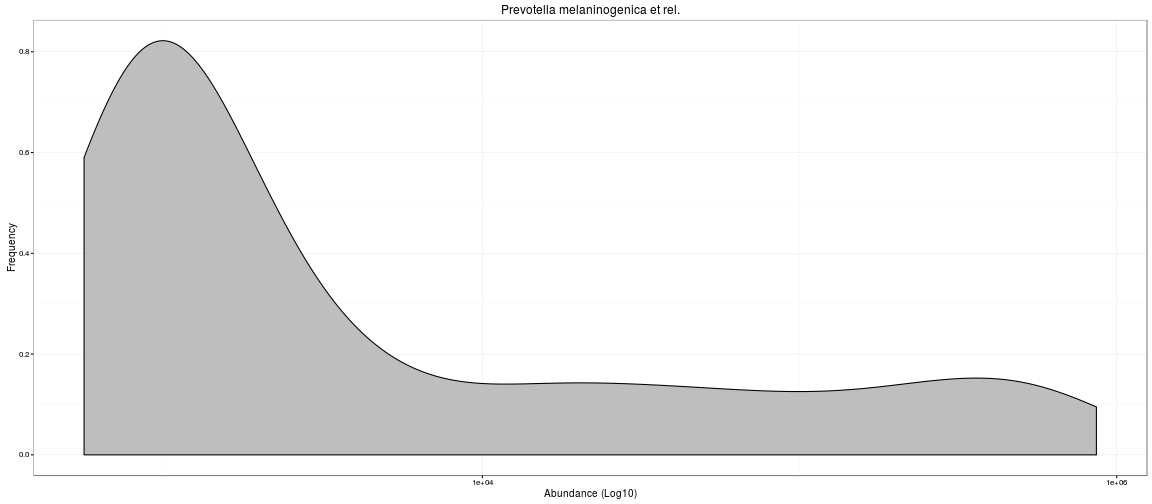 Prevotella melaninogenica et rel.
Frequency
0.8
0.6
0.4
0.2
0.0
1e+04
1e+06
Abundance (Log10)